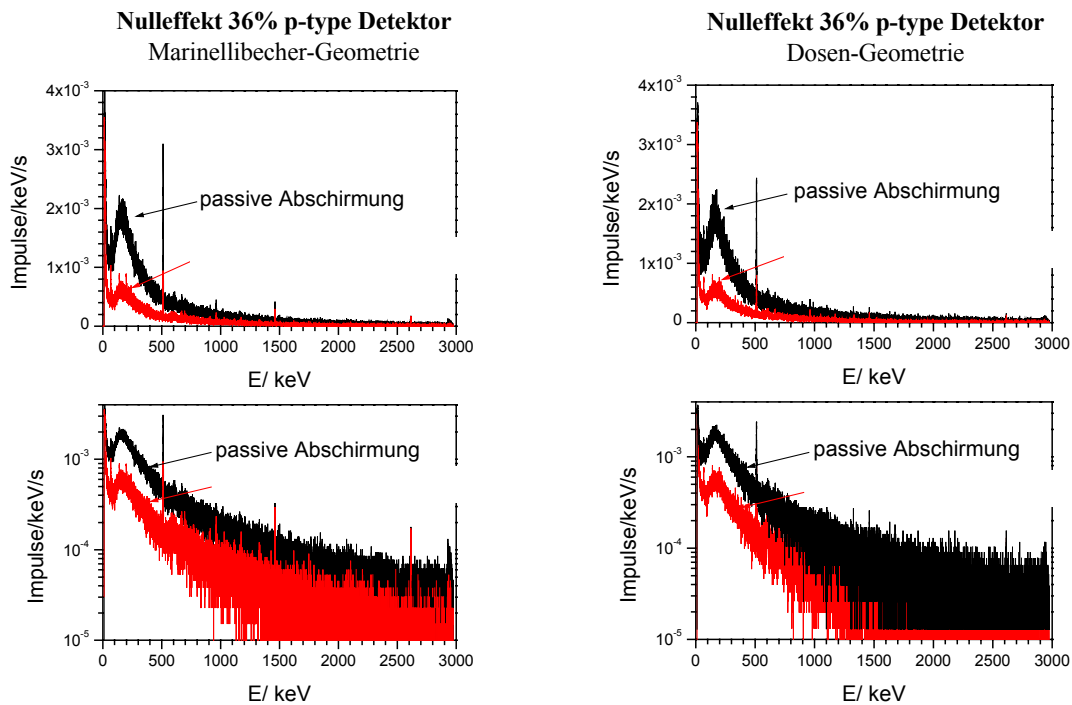 Nulleffekt 36% p-type Detektor
Marinellibecher-Geometrie
4x10⁻³
3x10⁻³
2x10⁻³
1x10⁻³
0
Impulse/keV/s
passive Abschirmung
0 500 1000 1500 2000 2500 3000
E/ keV
Nulleffekt 36% p-type Detektor
Dosen-Geometrie
4x10⁻³
3x10⁻³
2x10⁻³
1x10⁻³
0
Impulse/keV/s
passive Abschirmung
0 500 1000 1500 2000 2500 3000
E/ keV
10⁻³
10⁻⁴
10⁻⁵
Impulse/keV/s
passive Abschirmung
0 500 1000 1500 2000 2500 3000
E/ keV
10⁻³
10⁻⁴
10⁻⁵
Impulse/keV/s
passive Abschirmung
0 500 1000 1500 2000 2500 3000
E/ keV